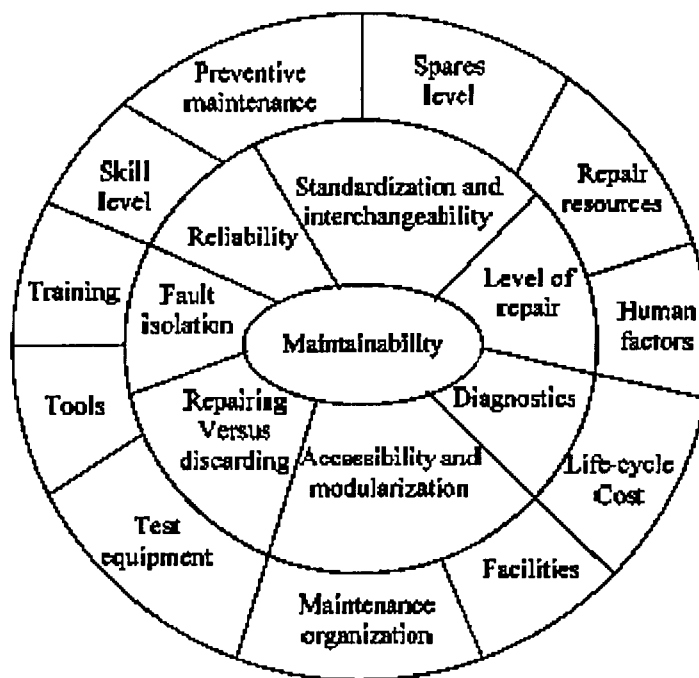 Preventive
maintenance
Spares
level
Skill
level
Standardization and
interchangeability
Repair
resources
Reliability
Training
Fault
isolation
Level of
repair
Human
factors
Maintainability
Tools
Repairing
Versus
discarding
Diagnostics
Accessibility and
modularization
Life-cycle
Cost
Test
equipment
Facilities
Maintenance
organization